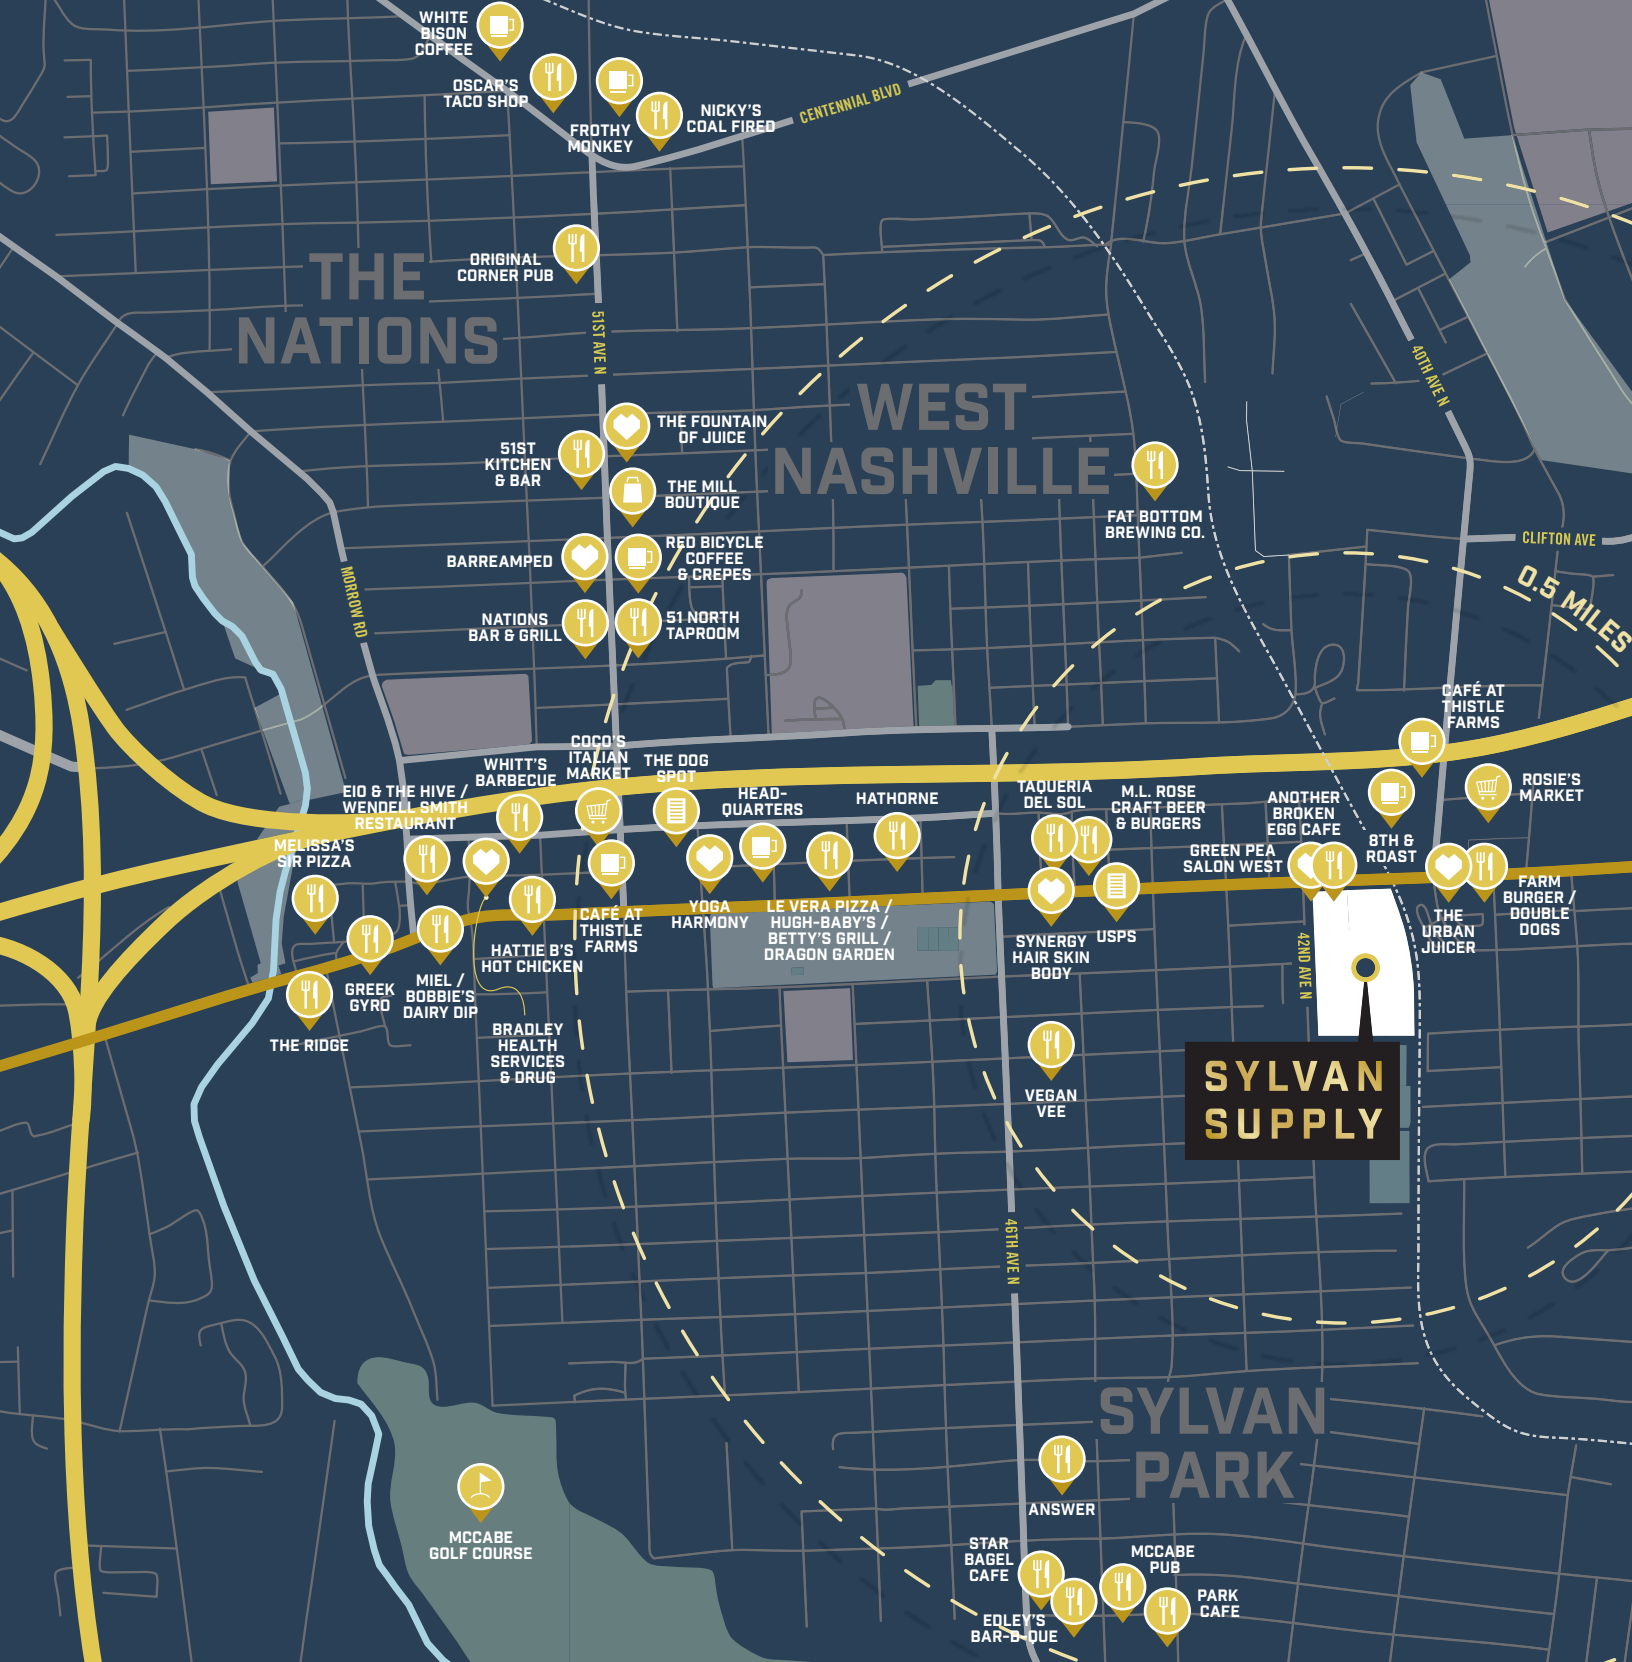 WHITE
BISON
COFFEE
OSCAR'S
TACO SHOP
FROTHY
MONKEY
NICKY'S
COAL FIRED
CENTENNIAL BLVD
ORIGINAL
CORNER PUB
THE
NATIONS
51ST AVE N
40TH AVE N
WEST
NASHVILLE
THE FOUNTAIN
OF JUICE
51ST
KITCHEN
& BAR
THE MILL
BOUTIQUE
FAT BOTTOM
BREWING CO.
CLIFTON AVE
0.5 MILES
BARREAMPED
RED BICYCLE
COFFEE
& CREPES
MORROW RD
NATIONS
BAR & GRILL
51 NORTH
TAPROOM
CAFÉ AT
THISTLE
FARMS
COCO'S
ITALIAN
MARKET
THE DOG
SPOT
WHITT'S
BARBECUE
EIO & THE HIVE /
WENDELL SMITH
RESTAURANT
HEAD-
QUARTERS
HATHORNE
TAQUERIA
DEL SOL
M.L. ROSE
CRAFT BEER
& BURGERS
ANOTHER
BROKEN
EGG CAFE
ROSIE'S
MARKET
MELISSA'S
SIR PIZZA
GREEN PEA
SALON WEST
8TH &
ROAST
YOGA
HARMONY
LE VERA PIZZA /
HUGH-BABY'S /
BETTY'S GRILL /
DRAGON GARDEN
CAFÉ AT
THISTLE
FARMS
HATTIE B'S
HOT CHICKEN
SYNERGY
HAIR SKIN
BODY
USPS
42ND AVE N
THE
URBAN
JUICER
FARM
BURGER /
DOUBLE
DOGS
GREEK
GYRO
MIEL /
BOBBIE'S
DAIRY DIP
THE RIDGE
BRADLEY
HEALTH
SERVICES
& DRUG
VEGAN
VEE
SYLVAN
SUPPLY
46TH AVE N
SYLVAN
PARK
ANSWER
MCCABE
GOLF COURSE
STAR
BAGEL
CAFE
MCCABE
PUB
PARK
CAFE
EDLEY'S
BAR-B-QUE